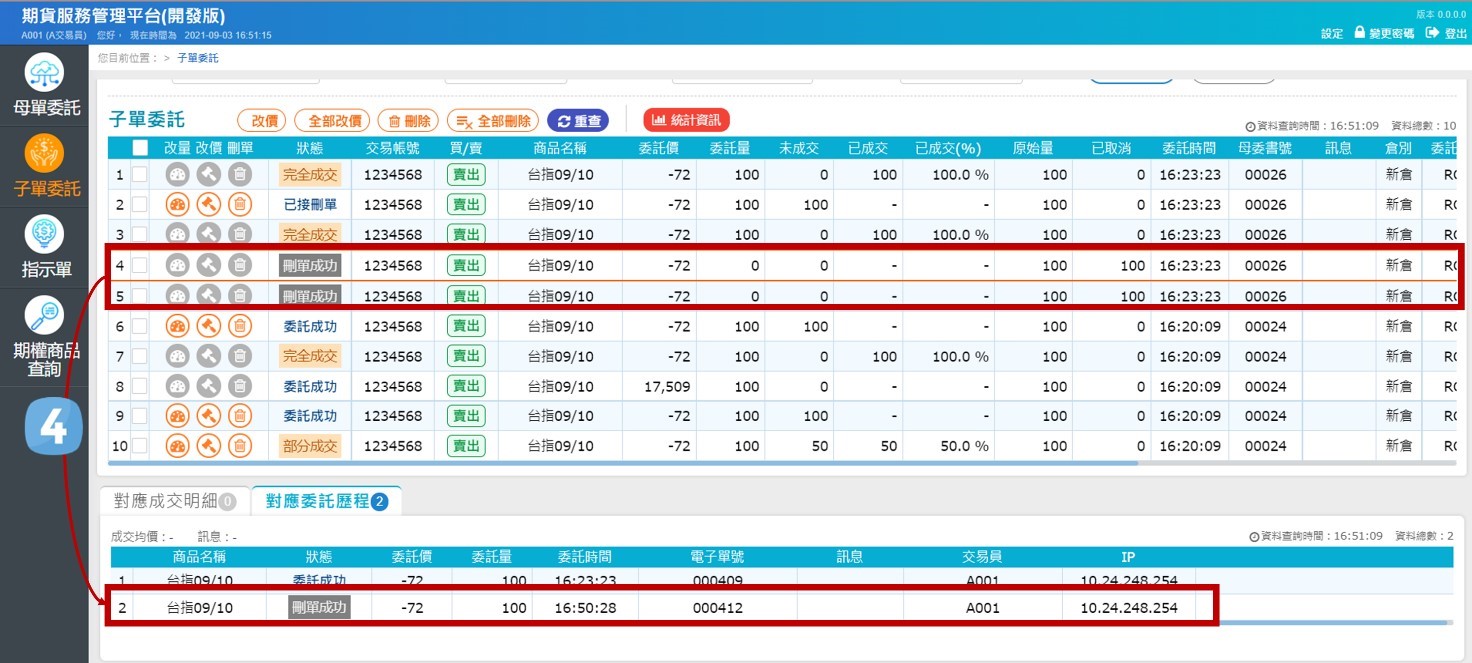 期貨服務管理平台(開發版)
版本 0.0.0.0
A001 (A交易員) 您好， 現在時間為 2021-09-03 16:51:15
設定 變更密碼 登出
您目前位置： > 子單委託
母單委託
子單委託
指示單
期權商品
查詢
4
子單委託 改價 全部改價 刪除 全部刪除 重查 統計資訊
資料查詢時間：16:51:09 資料總數：10
改量 改價 刪單 狀態 交易帳號 買/賣 商品名稱 委託價 委託量 未成交 已成交 已成交(%) 原始量 已取消 委託時間 母委書號 訊息 倉別 委託
1 完全成交 1234568 賣出 台指09/10 -72 100 0 100 100.0 % 100 0 16:23:23 00026 新倉 RO
2 已接刪單 1234568 賣出 台指09/10 -72 100 100 - - 100 0 16:23:23 00026 新倉 RO
3 完全成交 1234568 賣出 台指09/10 -72 100 0 100 100.0 % 100 0 16:23:23 00026 新倉 RO
4 刪單成功 1234568 賣出 台指09/10 -72 0 0 - - 100 100 16:23:23 00026 新倉 RO
5 刪單成功 1234568 賣出 台指09/10 -72 0 0 - - 100 100 16:23:23 00026 新倉 RO
6 委託成功 1234568 賣出 台指09/10 -72 100 100 - - 100 0 16:20:09 00024 新倉 RO
7 完全成交 1234568 賣出 台指09/10 -72 100 0 100 100.0 % 100 0 16:20:09 00024 新倉 RO
8 委託成功 1234568 賣出 台指09/10 17,509 100 0 - - 100 0 16:20:09 00024 新倉 RO
9 委託成功 1234568 賣出 台指09/10 -72 100 100 - - 100 0 16:20:09 00024 新倉 RO
10 部分成交 1234568 賣出 台指09/10 -72 100 50 50 50.0 % 100 0 16:20:09 00024 新倉 RO
對應成交明細 0 對應委託歷程 2
成交均價：- 訊息：-
資料查詢時間：16:51:09 資料總數：2
商品名稱 狀態 委託價 委託量 委託時間 電子單號 訊息 交易員 IP
1 台指09/10 委託成功 -72 100 16:23:23 000409 A001 10.24.248.254
2 台指09/10 刪單成功 -72 100 16:50:28 000412 A001 10.24.248.254